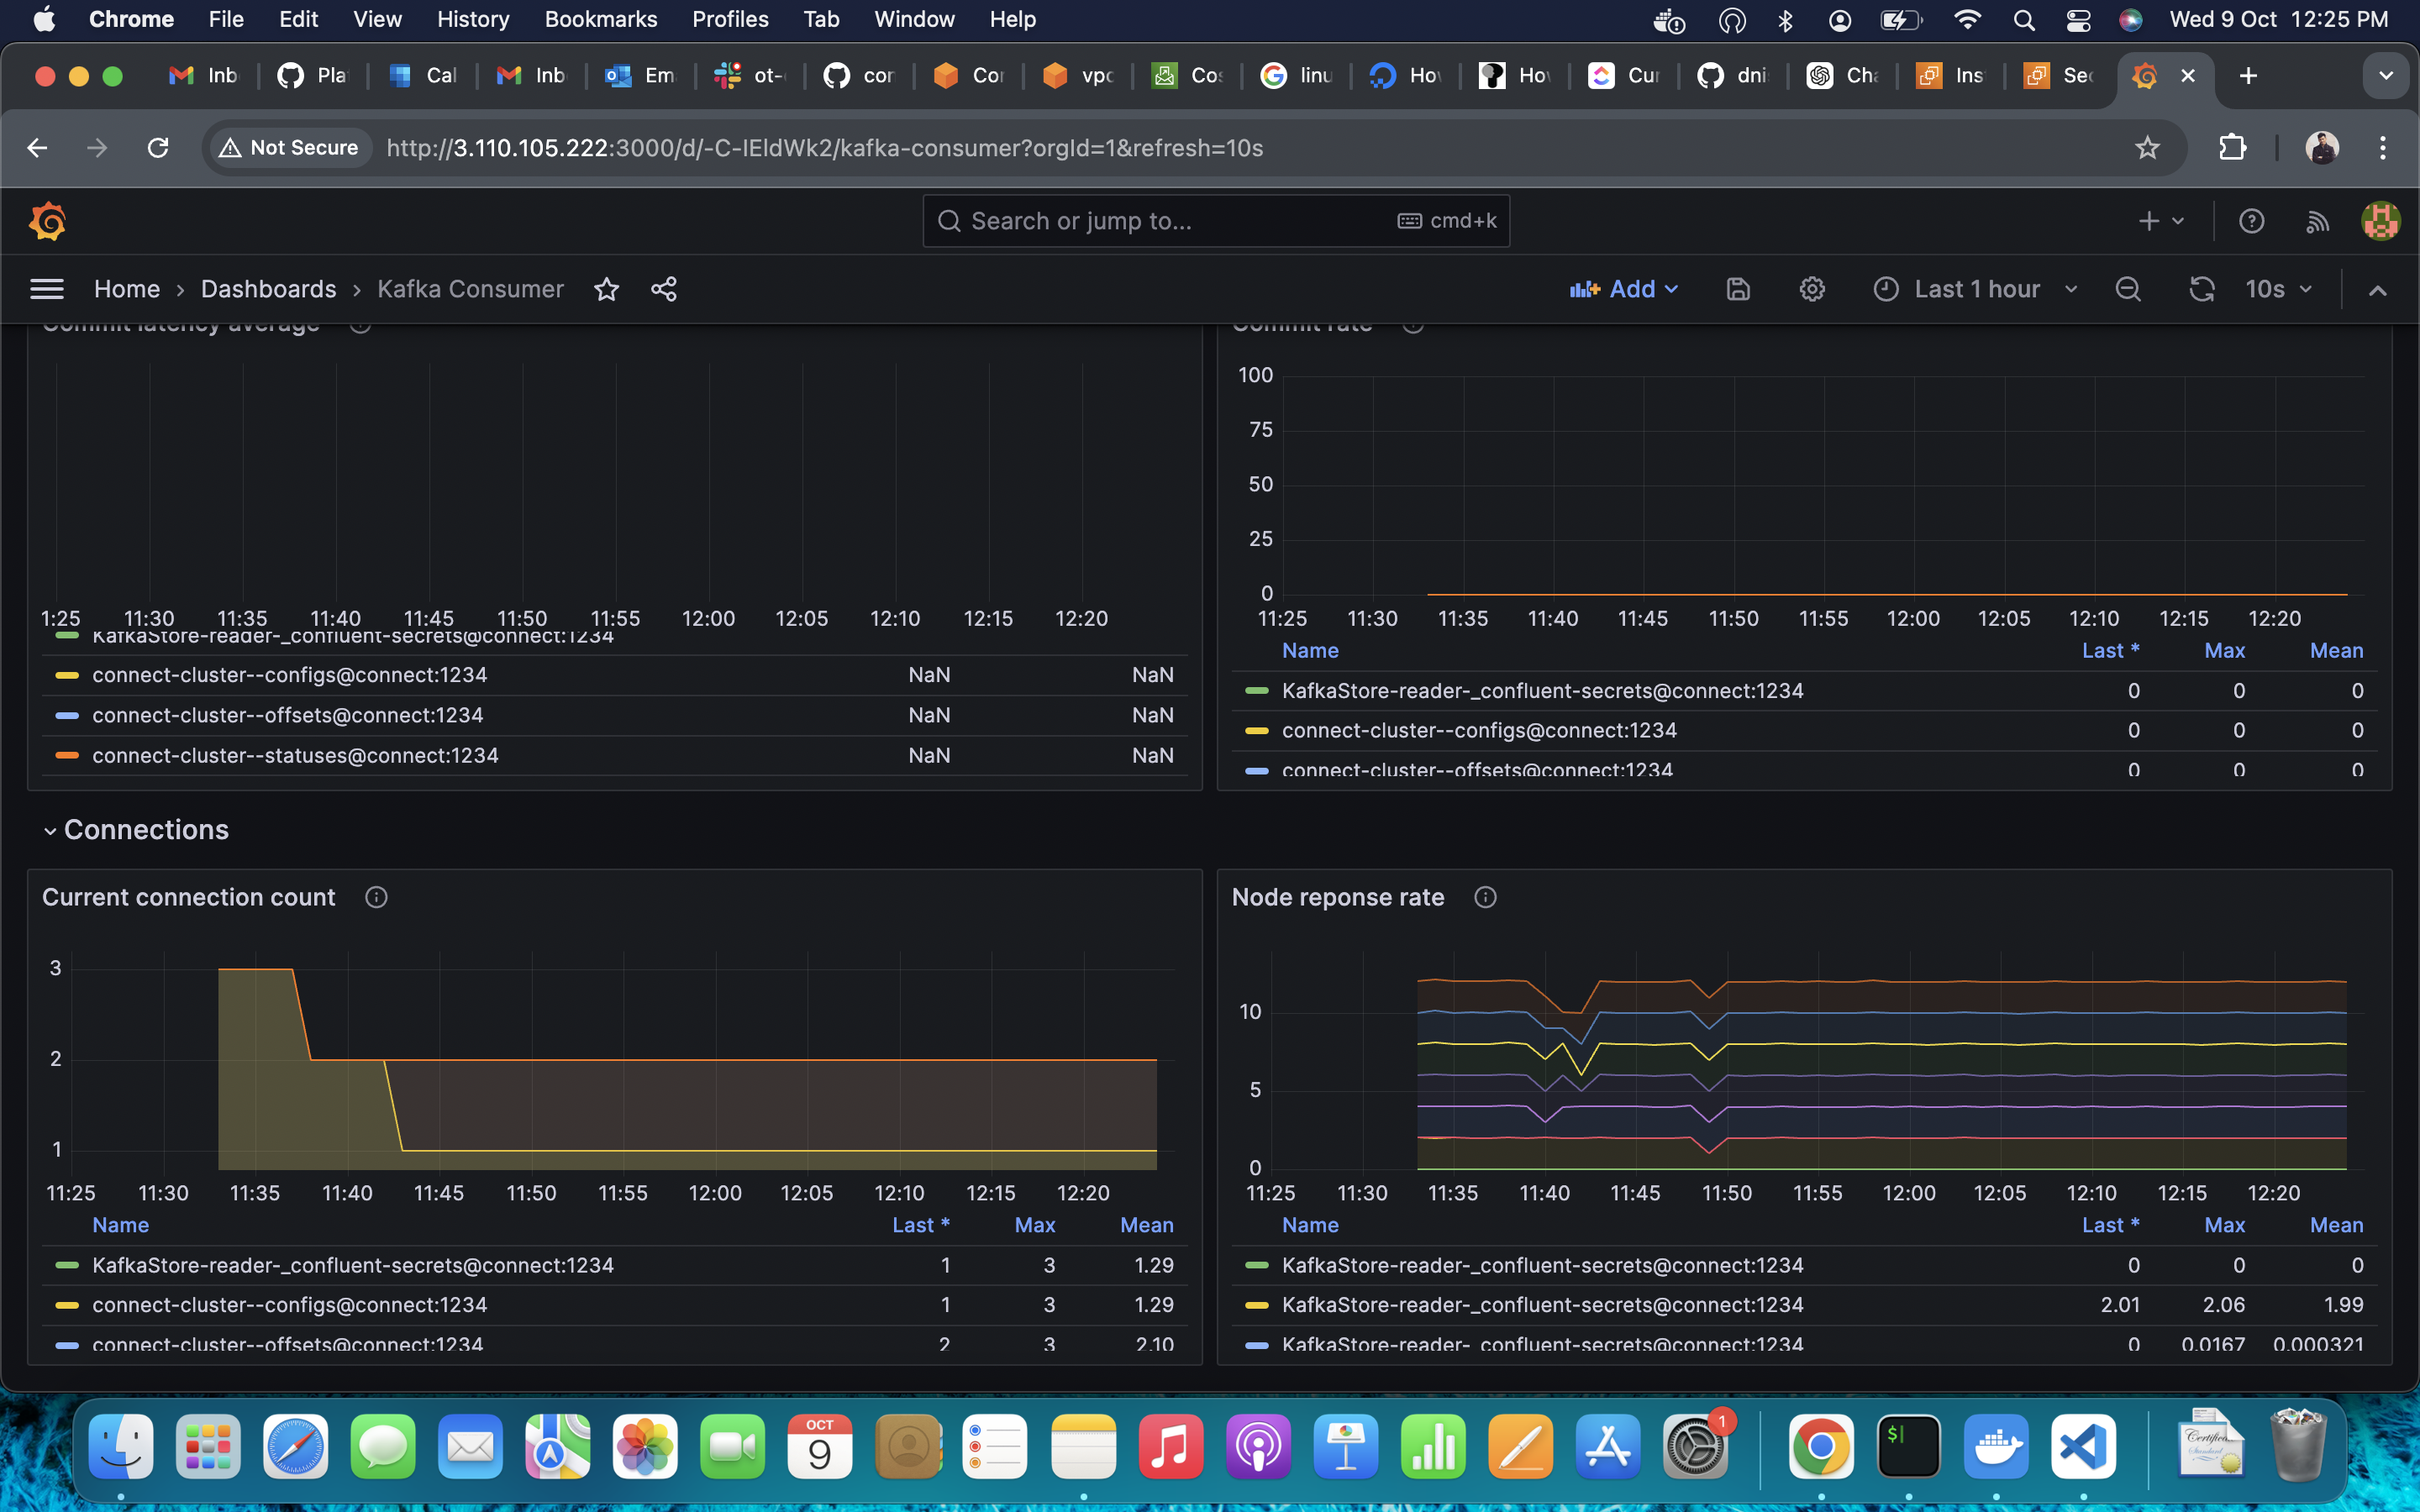 Chrome File Edit View History Bookmarks Profiles Tab Window Help Wed 9 Oct 12:25 PM
Inb Pla Cal Inb Em ot- cor Cor vpc Cos linu Hov Hov Cur dni Cha Ins Sec
Not Secure http://3.110.105.222:3000/d/-C-IEldWk2/kafka-consumer?orgId=1&refresh=10s
Search or jump to... cmd+k
Home › Dashboards › Kafka Consumer Add Last 1 hour 10s
Commit latency average
1:25 11:30 11:35 11:40 11:45 11:50 11:55 12:00 12:05 12:10 12:15 12:20
KafkaStore-reader-_confluent-secrets@connect:1234
connect-cluster--configs@connect:1234 NaN NaN
connect-cluster--offsets@connect:1234 NaN NaN
connect-cluster--statuses@connect:1234 NaN NaN
Commit rate
100
75
50
25
0
11:25 11:30 11:35 11:40 11:45 11:50 11:55 12:00 12:05 12:10 12:15 12:20
Name Last * Max Mean
KafkaStore-reader-_confluent-secrets@connect:1234 0 0 0
connect-cluster--configs@connect:1234 0 0 0
connect-cluster--offsets@connect:1234 0 0 0
Connections
Current connection count
3
2
1
11:25 11:30 11:35 11:40 11:45 11:50 11:55 12:00 12:05 12:10 12:15 12:20
Name Last * Max Mean
KafkaStore-reader-_confluent-secrets@connect:1234 1 3 1.29
connect-cluster--configs@connect:1234 1 3 1.29
connect-cluster--offsets@connect:1234 2 3 2.10
Node reponse rate
10
5
0
11:25 11:30 11:35 11:40 11:45 11:50 11:55 12:00 12:05 12:10 12:15 12:20
Name Last * Max Mean
KafkaStore-reader-_confluent-secrets@connect:1234 0 0 0
KafkaStore-reader-_confluent-secrets@connect:1234 2.01 2.06 1.99
KafkaStore-reader-_confluent-secrets@connect:1234 0 0.0167 0.000321
OCT
9
1
$